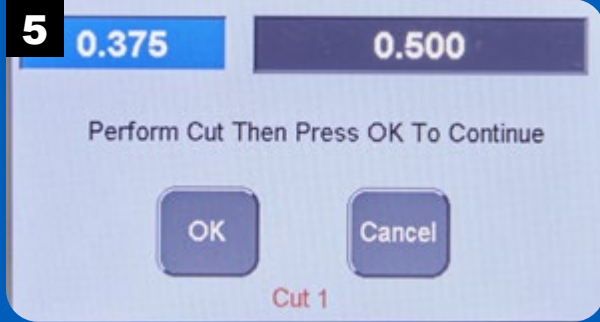 5
0.375 0.500
Perform Cut Then Press OK To Continue
OK Cancel
Cut 1